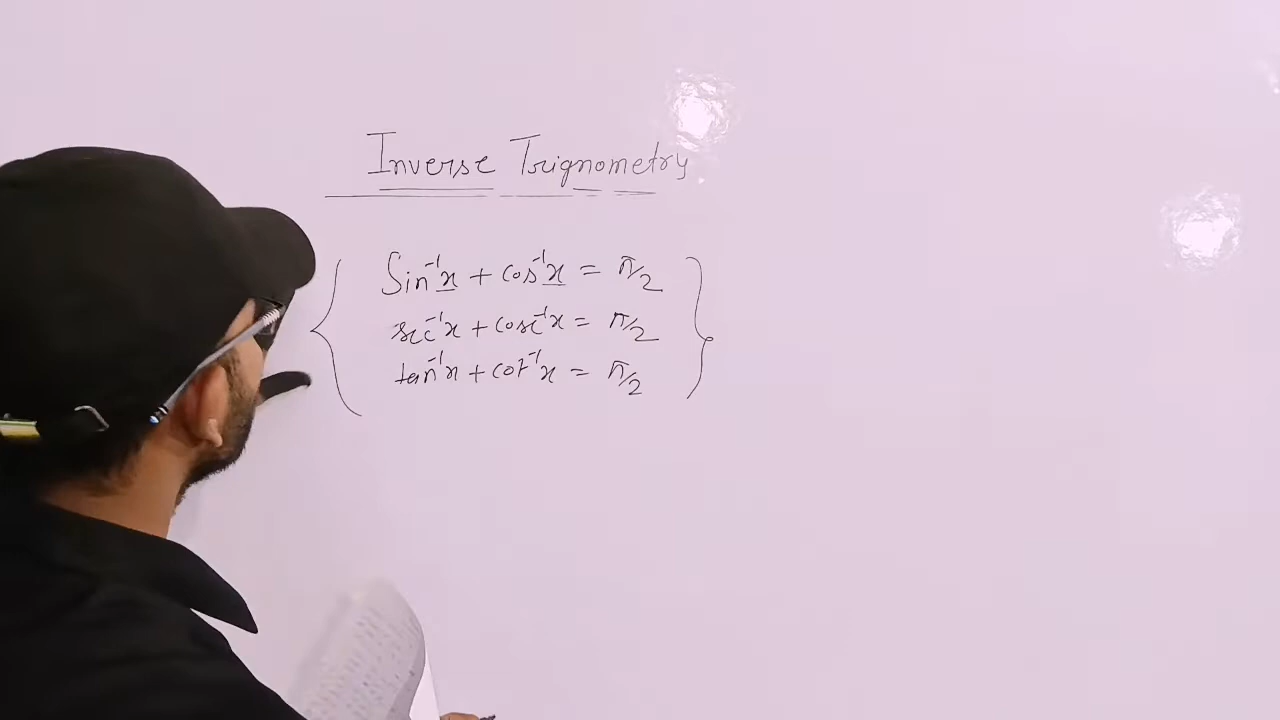 Inverse Trignometry
Sin⁻¹x + cos⁻¹x = π/2
sec⁻¹x + cosec⁻¹x = π/2
tan⁻¹x + cot⁻¹x = π/2